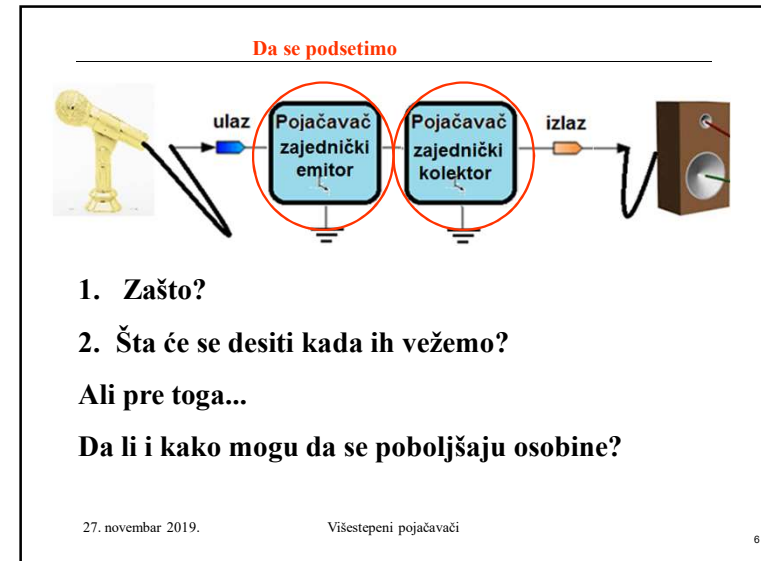 Da se podsetimo
ulaz
Pojačavač
zajednički
emitor
Pojačavač
zajednički
kolektor
izlaz
1. Zašto?
2. Šta će se desiti kada ih vežemo?
Ali pre toga...
Da li i kako mogu da se poboljšaju osobine?
27. novembar 2019.
Višestepeni pojačavači
6